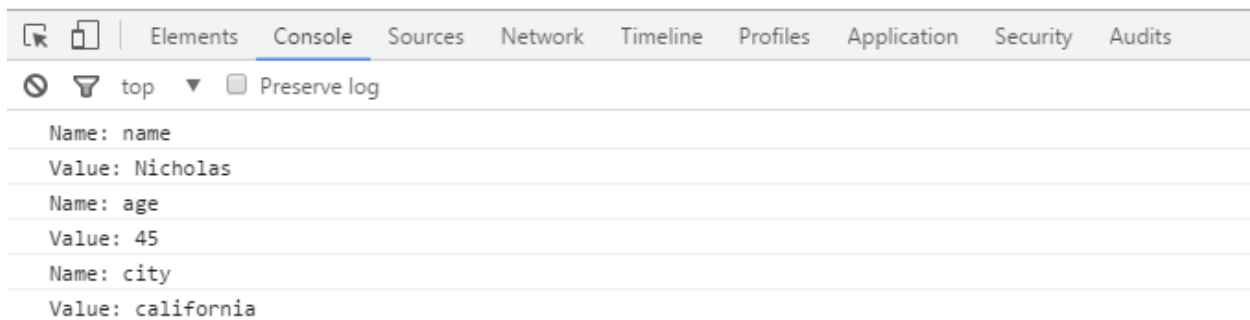 Elements Console Sources Network Timeline Profiles Application Security Audits
top Preserve log
Name: name
Value: Nicholas
Name: age
Value: 45
Name: city
Value: california